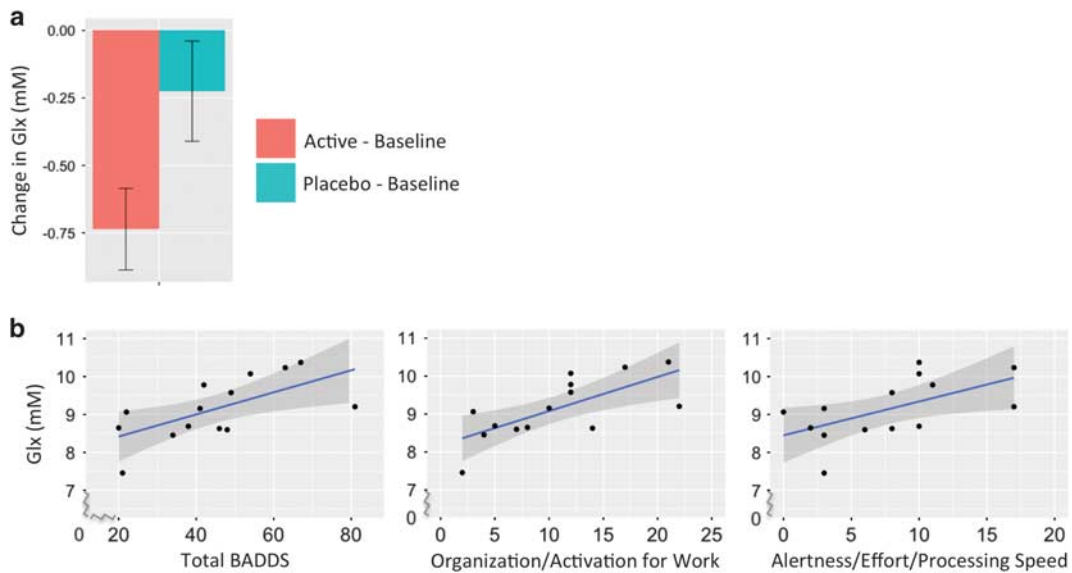 a
Change in Glx (mM)
0.00
-0.25
-0.50
-0.75
Active - Baseline
Placebo - Baseline
b
Glx (mM)
11
10
9
8
7
20 40 60 80
Total BADDS
11
10
9
8
7
0
0 5 10 15 20 25
Organization/Activation for Work
11
10
9
8
7
0
0 5 10 15 20
Alertness/Effort/Processing Speed